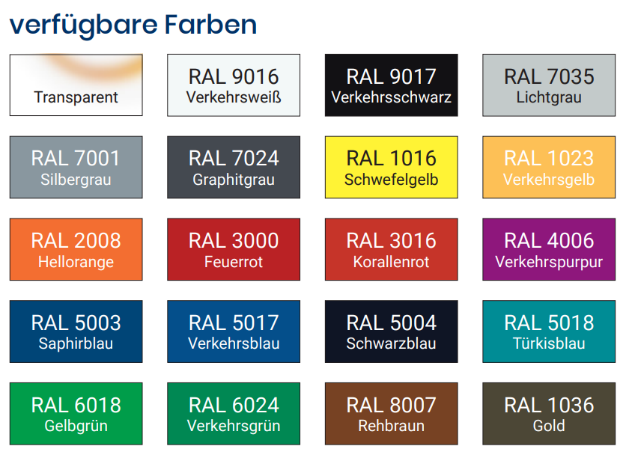 verfügbare Farben
Transparent
RAL 9016
Verkehrsweiß
RAL 9017
Verkehrsschwarz
RAL 7035
Lichtgrau
RAL 7001
Silbergrau
RAL 7024
Graphitgrau
RAL 1016
Schwefelgelb
RAL 1023
Verkehrsgelb
RAL 2008
Hellorange
RAL 3000
Feuerrot
RAL 3016
Korallenrot
RAL 4006
Verkehrspurpur
RAL 5003
Saphirblau
RAL 5017
Verkehrsblau
RAL 5004
Schwarzblau
RAL 5018
Türkisblau
RAL 6018
Gelbgrün
RAL 6024
Verkehrsgrün
RAL 8007
Rehbraun
RAL 1036
Gold